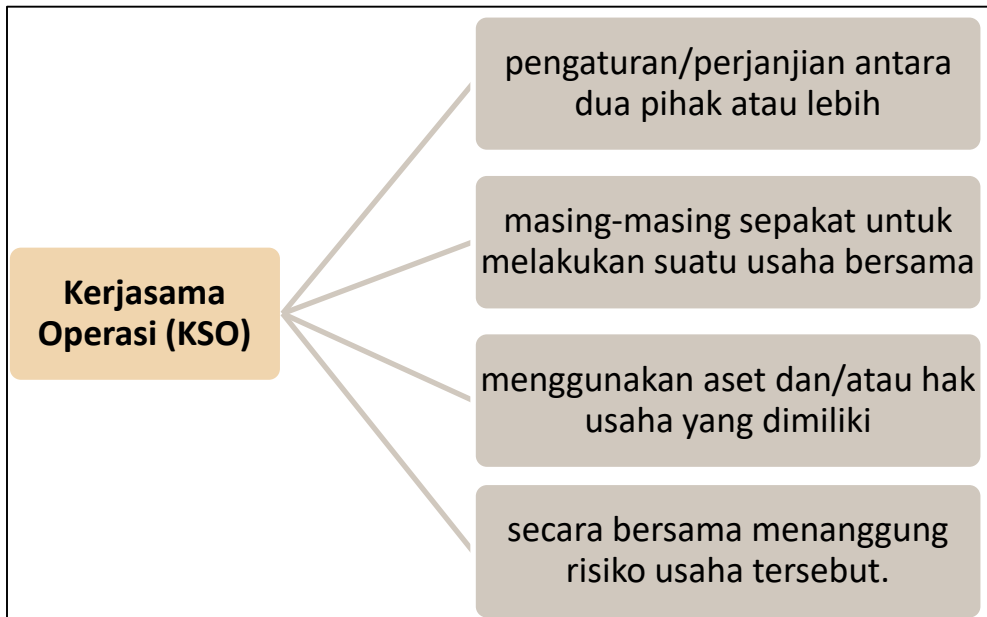 Kerjasama
Operasi (KSO)
pengaturan/perjanjian antara
dua pihak atau lebih
masing-masing sepakat untuk
melakukan suatu usaha bersama
menggunakan aset dan/atau hak
usaha yang dimiliki
secara bersama menanggung
risiko usaha tersebut.